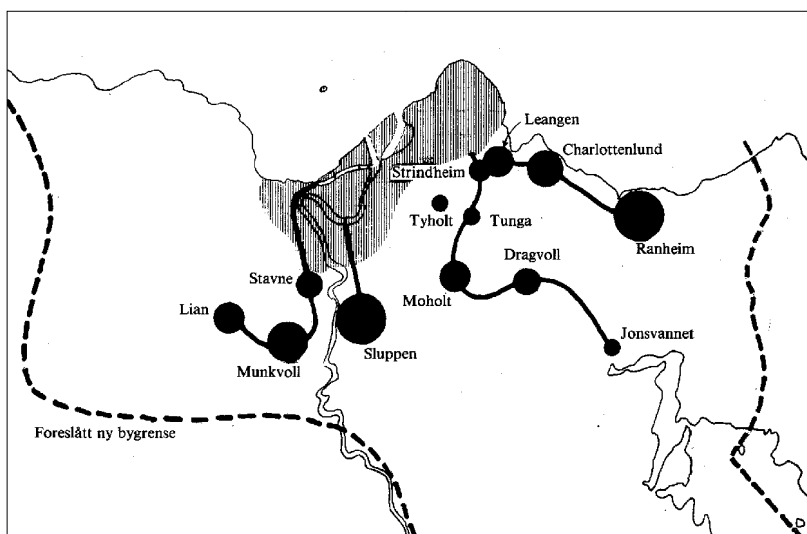 Leangen
Charlottenlund
Strindheim
Tyholt
Tunga
Ranheim
Dragvoll
Stavne
Moholt
Lian
Jonsvannet
Sluppen
Munkvoll
Foreslått ny bygrense